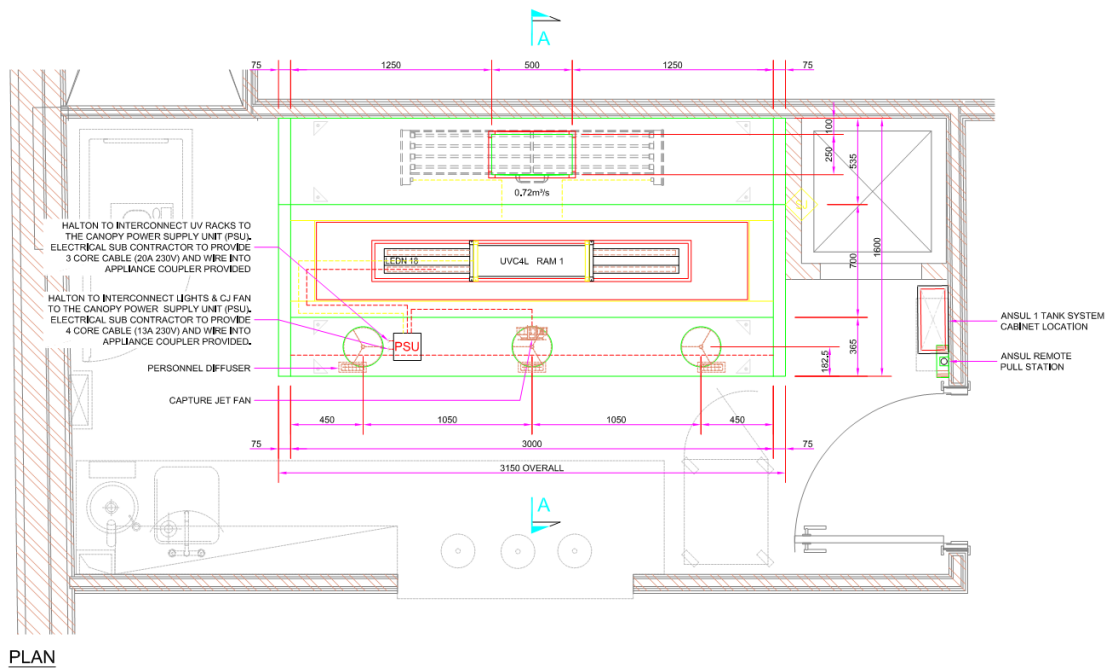 A
75
1250
500
1250
75
100
250
535
0.72m³/s
700
1600
HALTON TO INTERCONNECT UV RACKS TO
THE CANOPY POWER SUPPLY UNIT (PSU).
ELECTRICAL SUB CONTRACTOR TO PROVIDE
3 CORE CABLE (20A 230V) AND WIRE INTO
APPLIANCE COUPLER PROVIDED
LEDN 18
UVC4L RAM 1
HALTON TO INTERCONNECT LIGHTS & CJ FAN
TO THE CANOPY POWER SUPPLY UNIT (PSU).
ELECTRICAL SUB CONTRACTOR TO PROVIDE
4 CORE CABLE (13A 230V) AND WIRE INTO
APPLIANCE COUPLER PROVIDED.
PSU
ANSUL 1 TANK SYSTEM
CABINET LOCATION
365
182.5
ANSUL REMOTE
PULL STATION
PERSONNEL DIFFUSER
CAPTURE JET FAN
450
1050
1050
450
75
3000
75
3150 OVERALL
A
PLAN